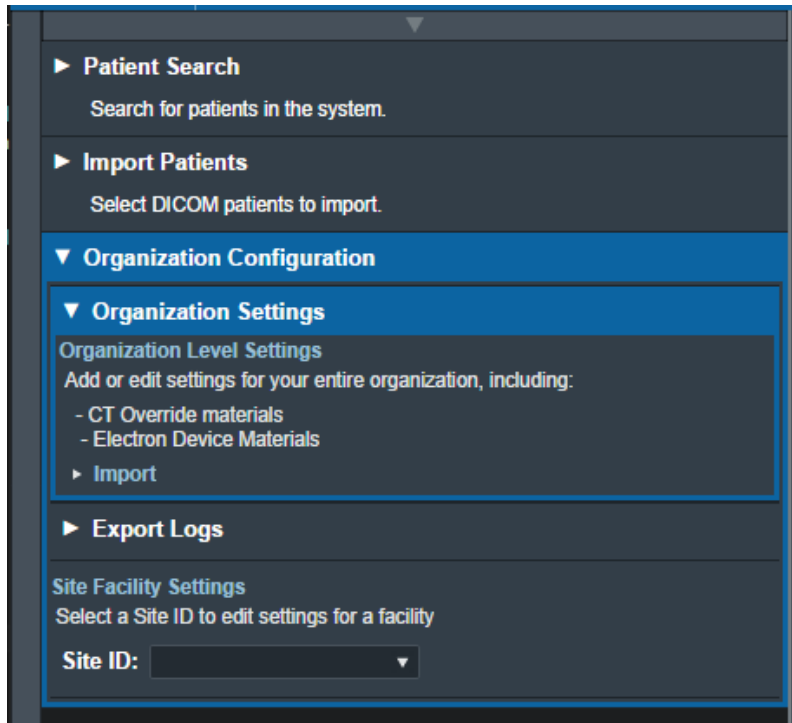 Patient Search
Search for patients in the system.
Import Patients
Select DICOM patients to import.
Organization Configuration
Organization Settings
Organization Level Settings
Add or edit settings for your entire organization, including:
- CT Override materials
- Electron Device Materials
Import
Export Logs
Site Facility Settings
Select a Site ID to edit settings for a facility
Site ID: